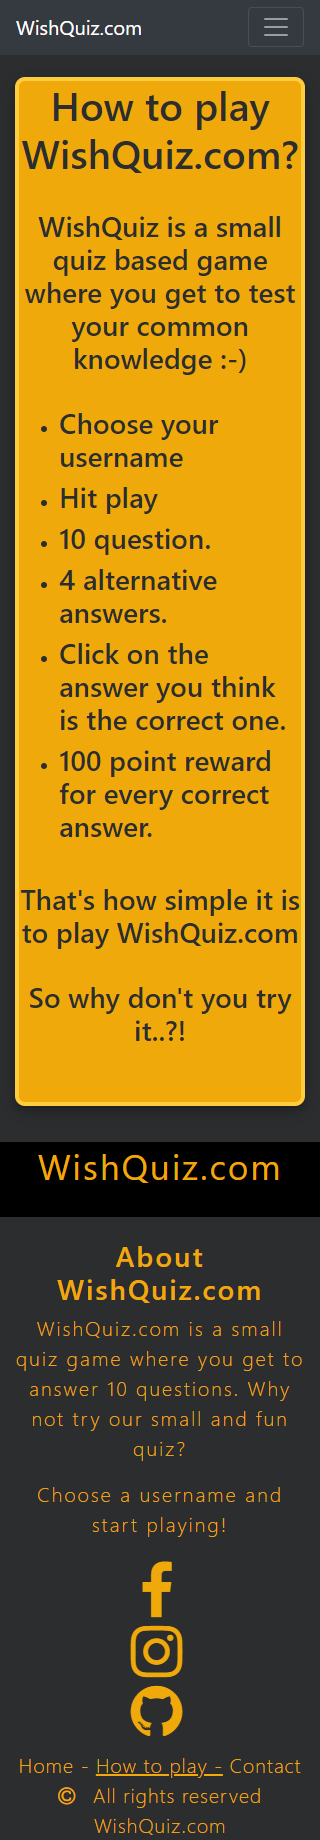 WishQuiz.com
How to play
WishQuiz.com?
WishQuiz is a small
quiz based game
where you get to test
your common
knowledge :-)
• Choose your
username
• Hit play
• 10 question.
• 4 alternative
answers.
• Click on the
answer you think
is the correct one.
• 100 point reward
for every correct
answer.
That's how simple it is
to play WishQuiz.com
So why don't you try
it..?!
WishQuiz.com
About
WishQuiz.com
WishQuiz.com is a small
quiz game where you get to
answer 10 questions. Why
not try our small and fun
quiz?
Choose a username and
start playing!
Home - How to play - Contact
© All rights reserved
WishQuiz.com